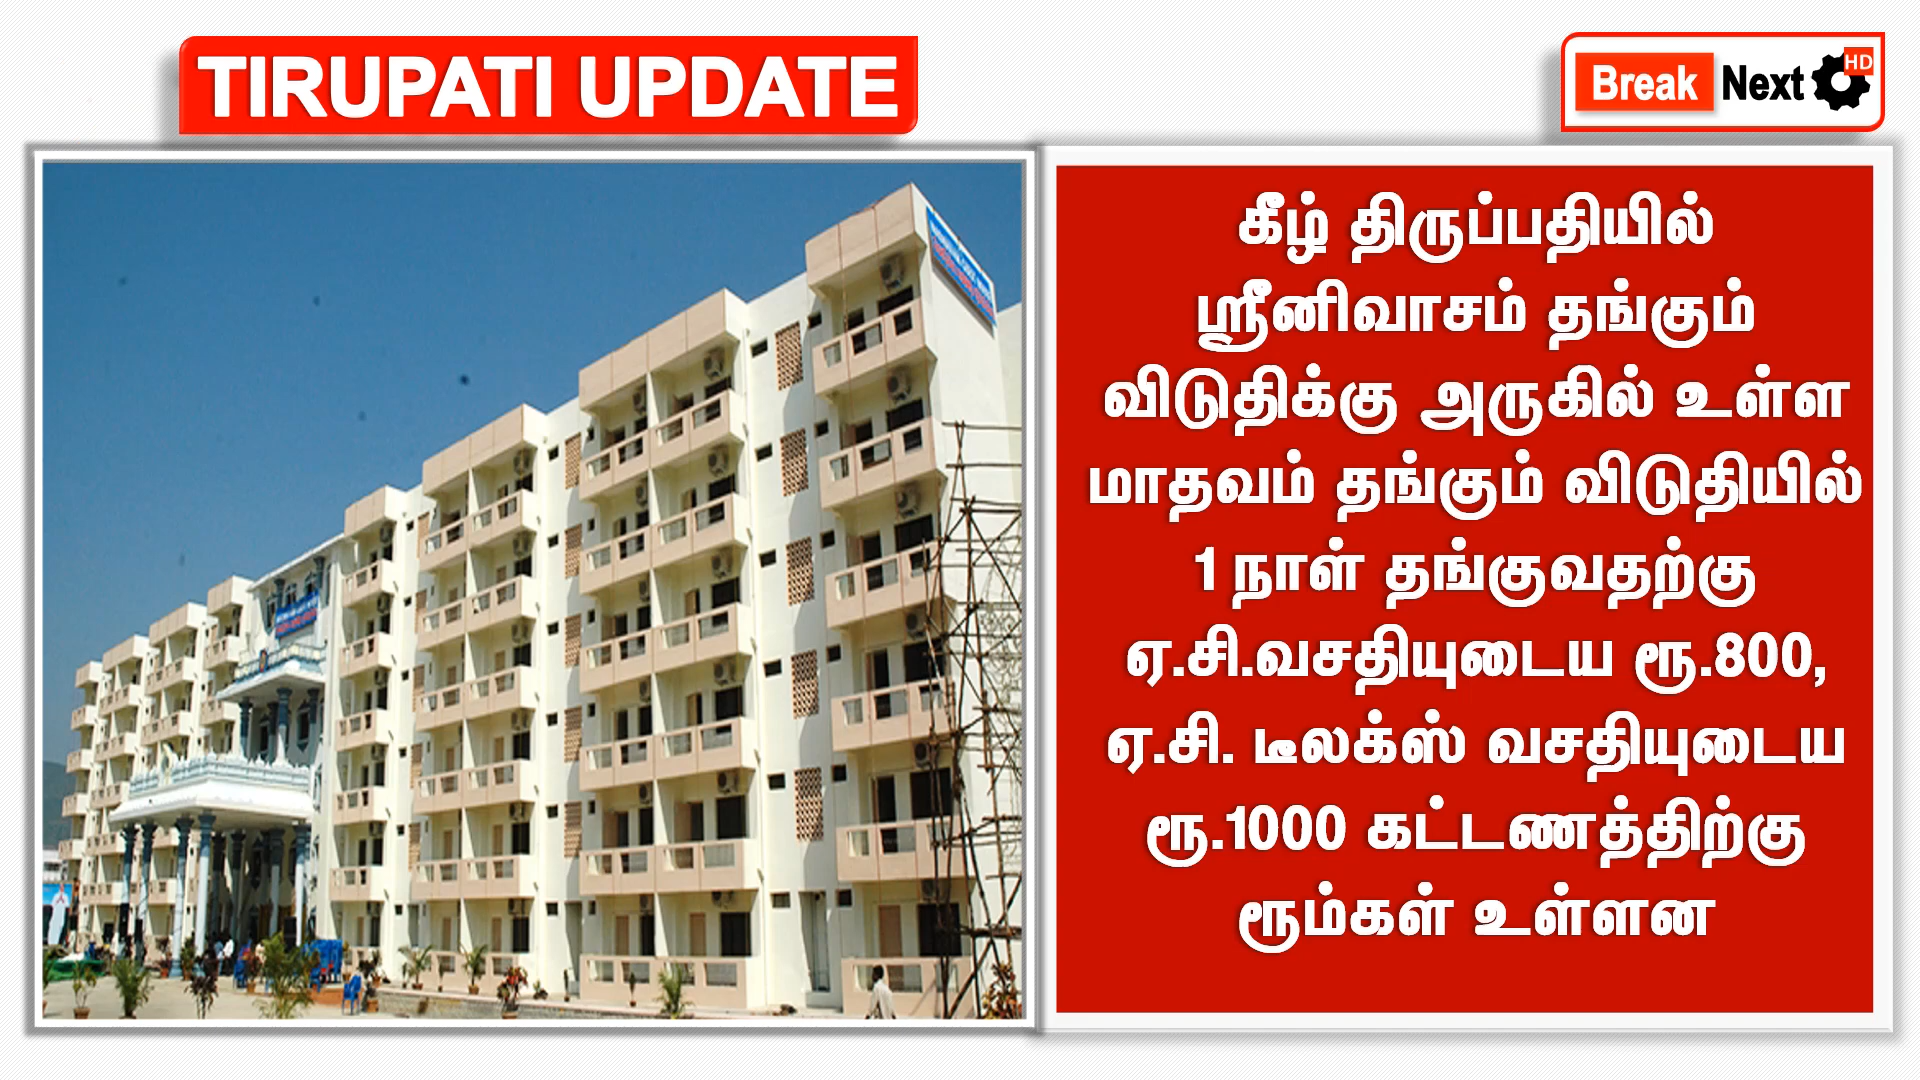 TIRUPATI UPDATE
Break Next HD
கீழ் திருப்பதியில்
ஸ்ரீனிவாசம் தங்கும்
விடுதிக்கு அருகில் உள்ள
மாதவம் தங்கும் விடுதியில்
1 நாள் தங்குவதற்கு
ஏ.சி.வசதியுடைய ரூ.800,
ஏ.சி. டீலக்ஸ் வசதியுடைய
ரூ.1000 கட்டணத்திற்கு
ரூம்கள் உள்ளன